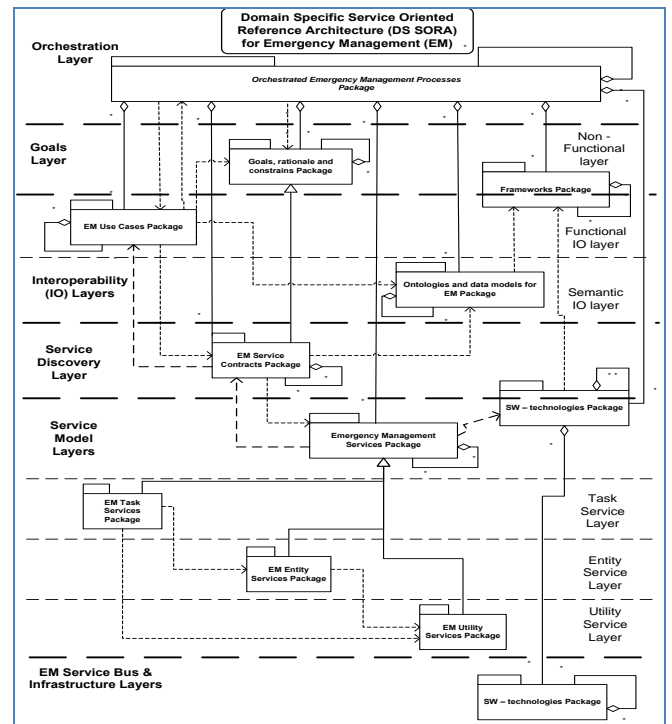 Domain Specific Service Oriented
Reference Architecture (DS SORA)
for Emergency Management (EM)
Orchestration
Layer
Orchestrated Emergency Management Processes
Package
Goals
Layer
Goals, rationale and
constrains Package
Non -
Functional
layer
Frameworks Package
EM Use Cases Package
Functional
IO layer
Interoperability
(IO) Layers
Ontologies and data models for
EM Package
Semantic
IO layer
Service
Discovery
Layer
EM Service
Contracts Package
SW – technologies Package
Service
Model
Layers
Emergency Management
Services Package
EM Task
Services
Package
Task
Service
Layer
EM Entity
Services Package
Entity
Service
Layer
EM Utility
Services Package
Utility
Service
Layer
EM Service Bus &
Infrastructure Layers
SW – technologies Package